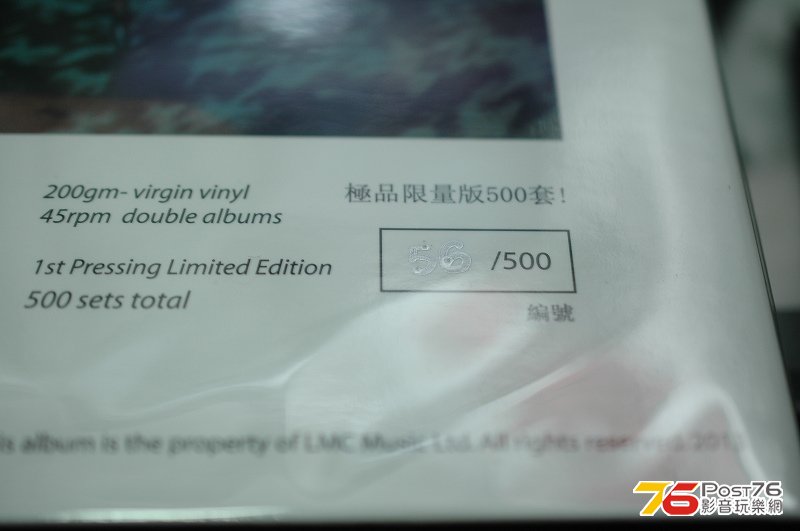 200gm- virgin vinyl
45rpm double albums
極品限量版500套!
1st Pressing Limited Edition
500 sets total
56 /500
編號
is album is the property of LMC Music Ltd. All rights reserved.
76 POST76
影音玩樂網